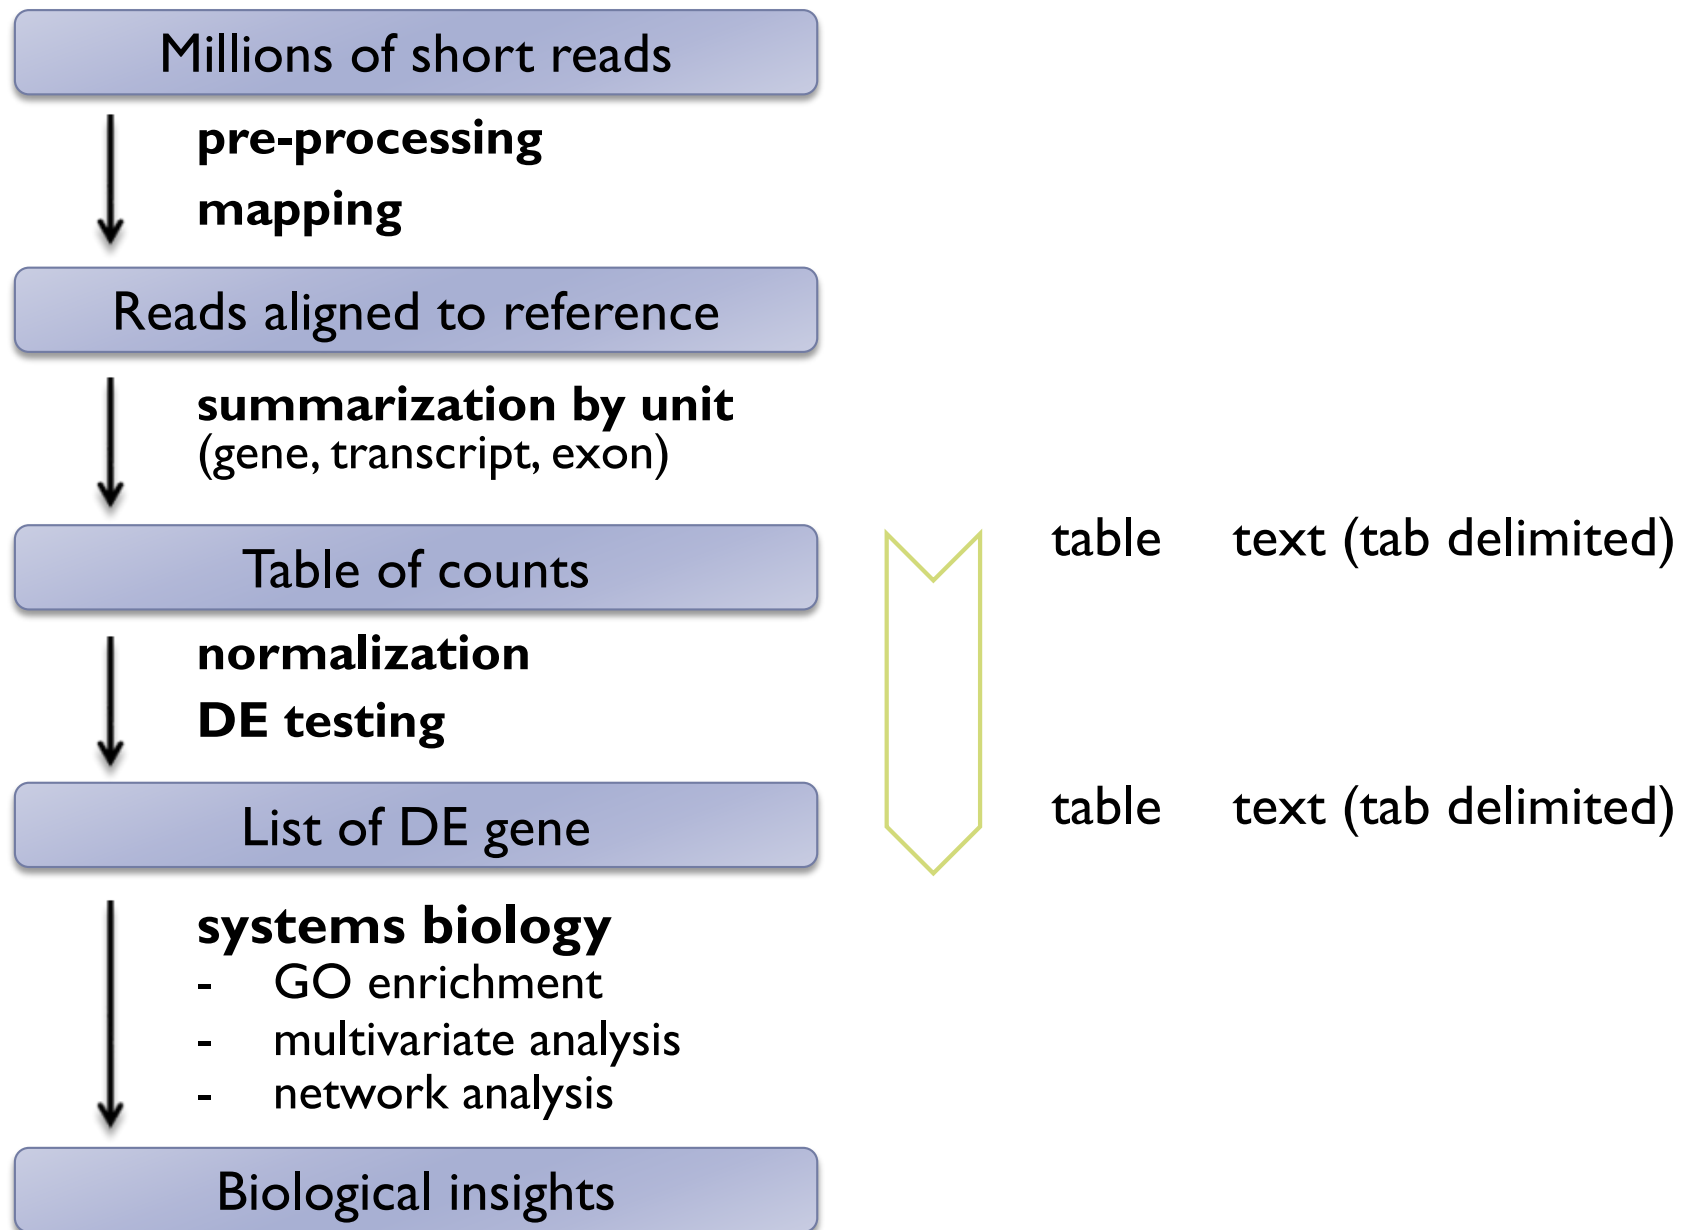 Millions of short reads
pre-processing
mapping
Reads aligned to reference
summarization by unit
(gene, transcript, exon)
Table of counts
table text (tab delimited)
normalization
DE testing
List of DE gene
table text (tab delimited)
systems biology
- GO enrichment
- multivariate analysis
- network analysis
Biological insights